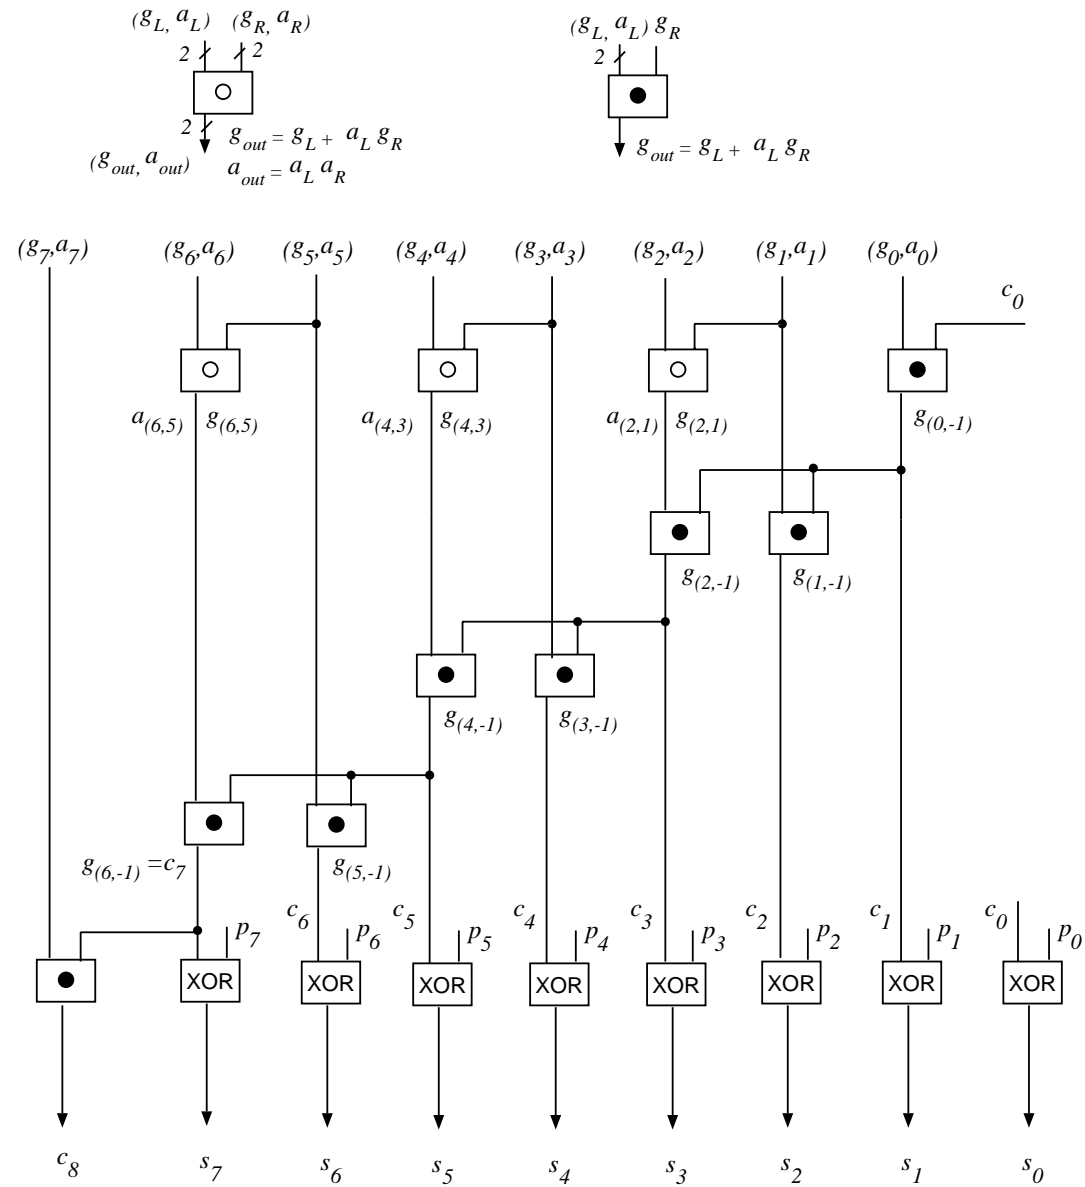 (g_L, a_L) (g_R, a_R) (g_L, a_L) g_R
2 2 2
2 g_out = g_L + a_L g_R g_out = g_L + a_L g_R
(g_out, a_out) a_out = a_L a_R
(g_7,a_7) (g_6,a_6) (g_5,a_5) (g_4,a_4) (g_3,a_3) (g_2,a_2) (g_1,a_1) (g_0,a_0)
c_0
a_(6,5) g_(6,5) a_(4,3) g_(4,3) a_(2,1) g_(2,1) g_(0,-1)
g_(2,-1) g_(1,-1)
g_(4,-1) g_(3,-1)
g_(6,-1) =c_7 g_(5,-1)
c_6 c_5 c_4 c_3 c_2 c_1 c_0
p_7 p_6 p_5 p_4 p_3 p_2 p_1 p_0
XOR XOR XOR XOR XOR XOR XOR XOR
c_8 s_7 s_6 s_5 s_4 s_3 s_2 s_1 s_0